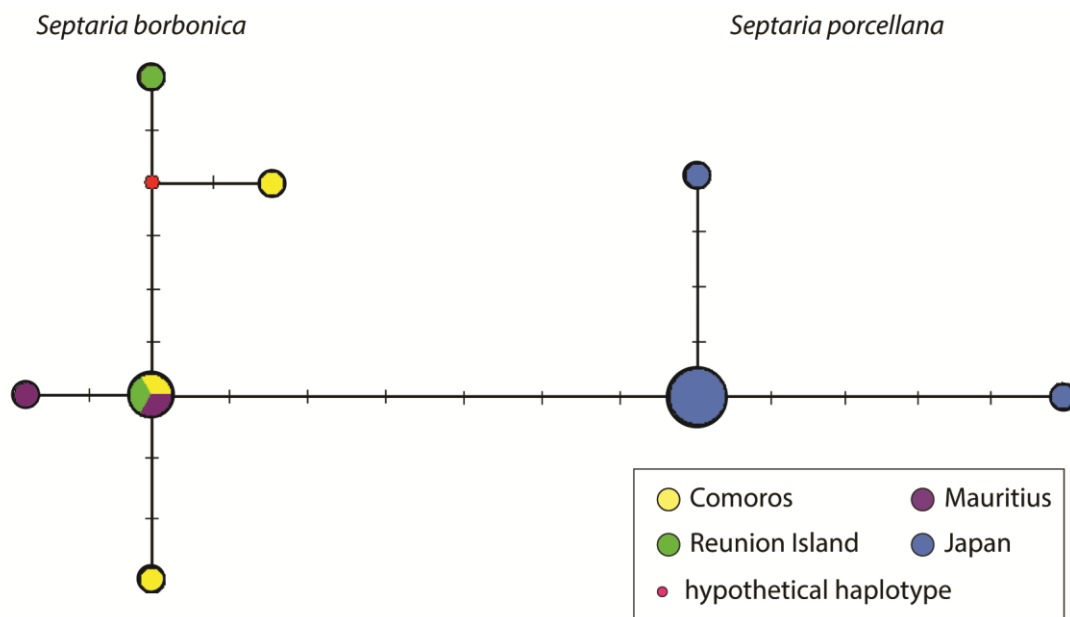 Septaria borbonica
Septaria porcellana
Comoros
Mauritius
Reunion Island
Japan
hypothetical haplotype